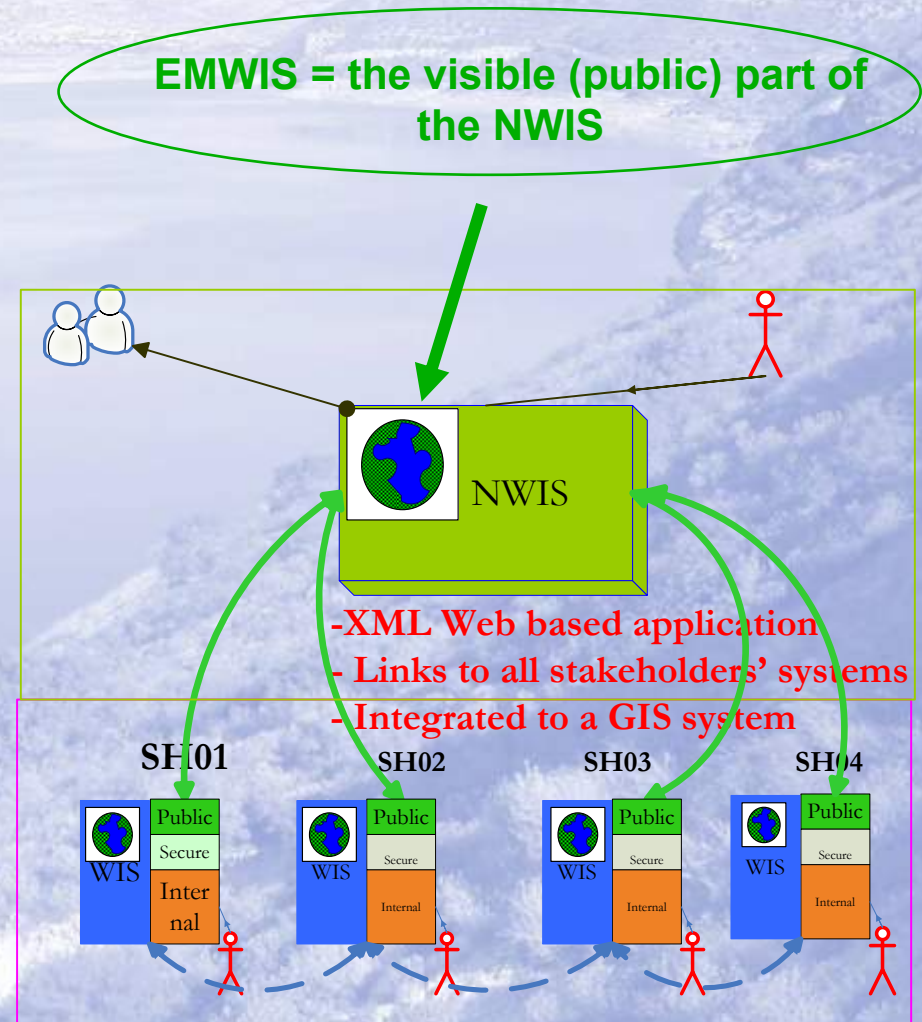 EMWIS = the visible (public) part of
the NWIS
NWIS
-XML Web based application
- Links to all stakeholders' systems
- Integrated to a GIS system
SH01
SH02
SH03
SH04
Public
Secure
Inter
nal
WIS
Public
Secure
Internal
WIS
Public
Secure
Internal
WIS
Public
Secure
Internal
WIS